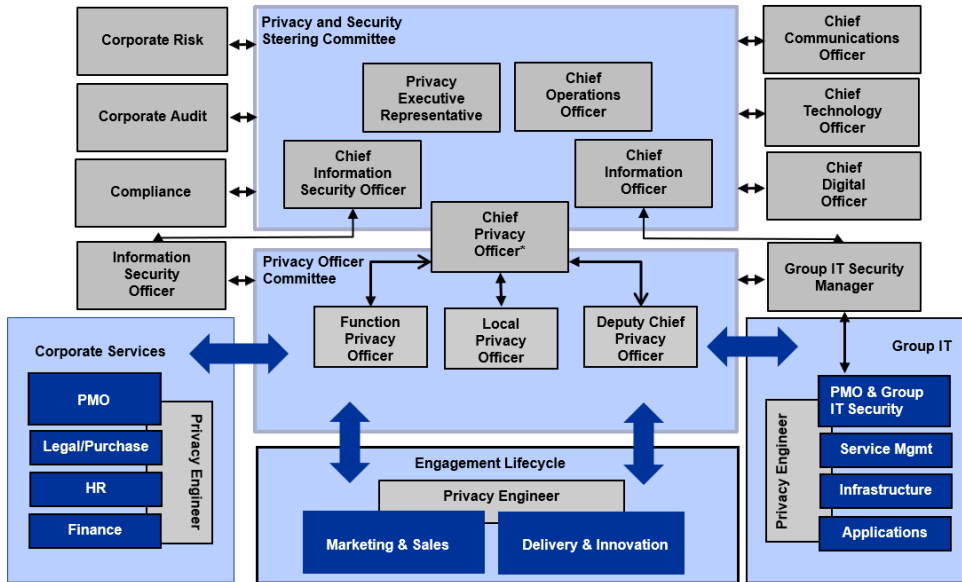 Corporate Risk
Corporate Audit
Compliance
Information
Security
Officer
Privacy and Security
Steering Committee
Privacy
Executive
Representative
Chief
Operations
Officer
Chief
Information
Security Officer
Chief
Information
Officer
Chief
Privacy
Officer*
Chief
Communications
Officer
Chief
Technology
Officer
Chief
Digital
Officer
Group IT Security
Manager
Privacy Officer
Committee
Function
Privacy
Officer
Local
Privacy
Officer
Deputy Chief
Privacy
Officer
Corporate Services
PMO
Legal/Purchase
HR
Finance
Privacy Engineer
Engagement Lifecycle
Privacy Engineer
Marketing & Sales
Delivery & Innovation
Group IT
PMO & Group
IT Security
Service Mgmt
Infrastructure
Applications
Privacy Engineer